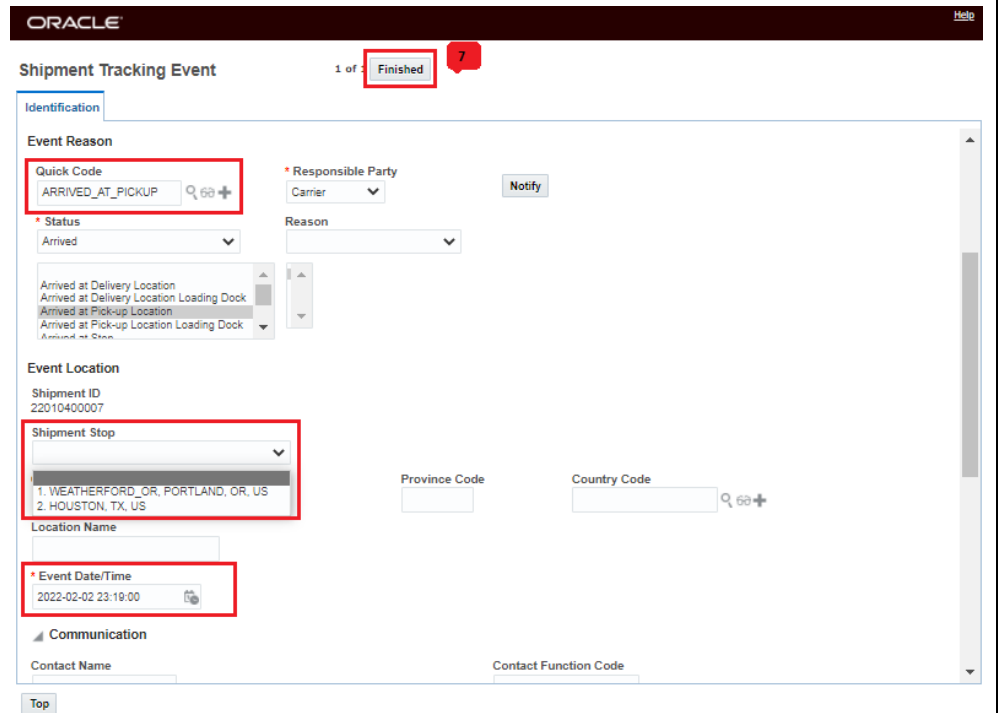 ORACLE
Help
Shipment Tracking Event
1 of
Finished
7
Identification
Event Reason
Quick Code
* Responsible Party
ARRIVED_AT_PICKUP
Carrier
Notify
* Status
Reason
Arrived
Arrived at Delivery Location
Arrived at Delivery Location Loading Dock
Arrived at Pick-up Location
Arrived at Pick-up Location Loading Dock
Arrived at Stop
Event Location
Shipment ID
22010400007
Shipment Stop
Province Code
Country Code
1. WEATHERFORD_OR, PORTLAND, OR, US
2. HOUSTON, TX, US
Location Name
* Event Date/Time
2022-02-02 23:19:00
Communication
Contact Name
Contact Function Code
Top